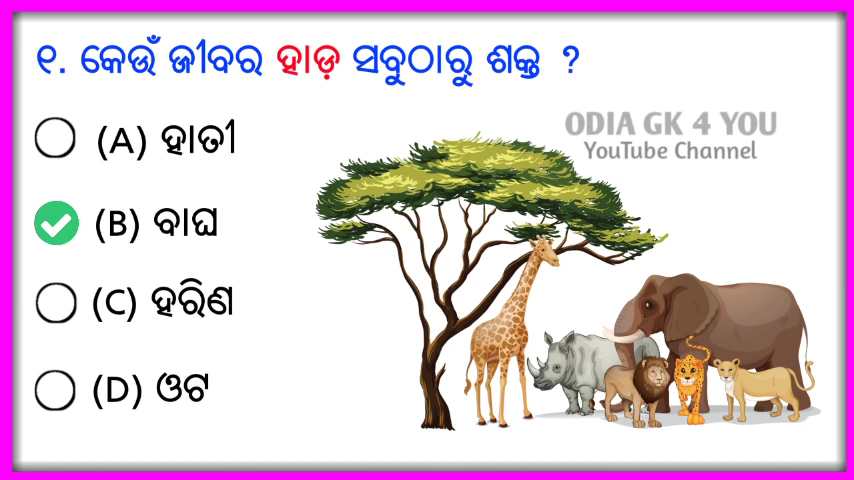 ୧. କେଉଁ ଜୀବର ହାଡ଼ ସବୁଠାରୁ ଶକ୍ତ ?
(A) ହାତୀ
ODIA GK 4 YOU
YouTube Channel
(B) ବାଘ
(C) ହରିଣ
(D) ଓଟ